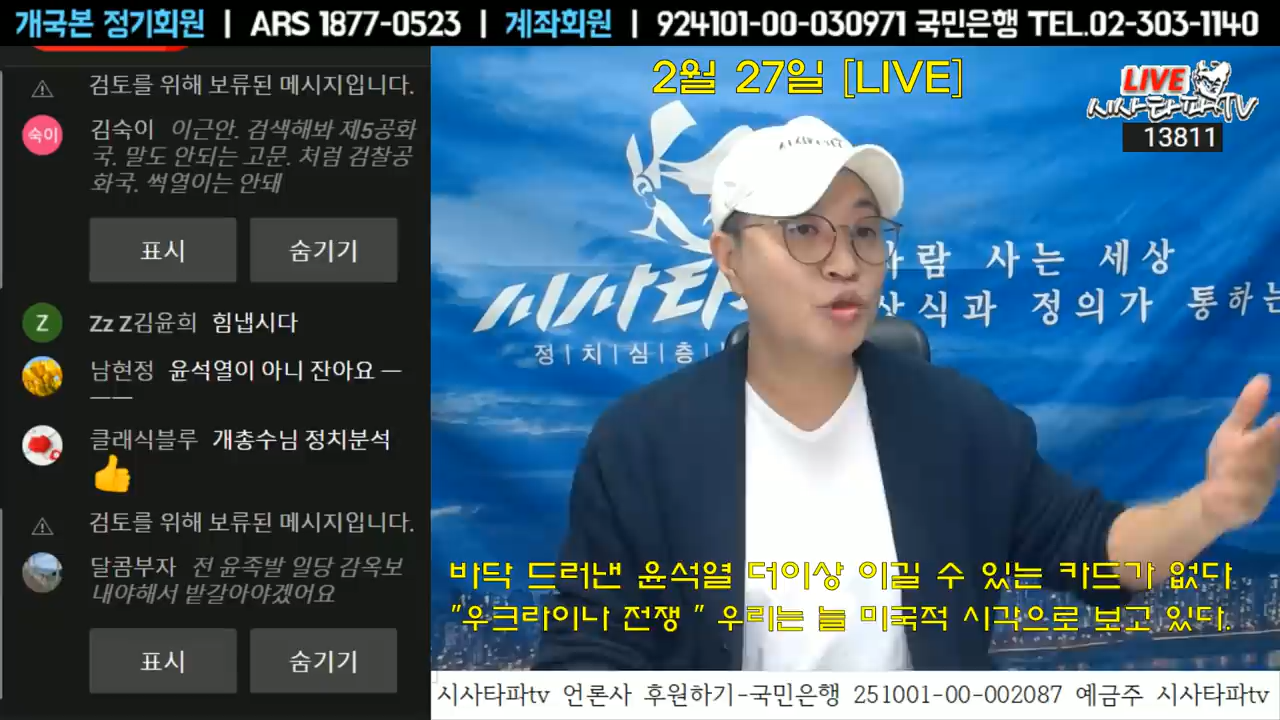 개국본 정기회원 | ARS 1877-0523 | 계좌회원 | 924101-00-030971 국민은행 TEL.02-303-1140
검토를 위해 보류된 메시지입니다.
숙이
김숙이 이근안. 검색해봐 제5공화
국. 말도 안되는 고문. 처럼 검찰공
화국. 썩열이는 안돼
표시
숨기기
Z
Zz Z김윤희 힘냅시다
남현정 윤석열이 아니 잔아요 ㅡ
ㅡㅡ
클래식블루 개총수님 정치분석
👍
검토를 위해 보류된 메시지입니다.
달콤부자 전 윤족발 일당 감옥보
내야해서 밭갈아야겠어요
표시
숨기기
2월 27일 [LIVE]
LIVE
시사타파TV
13811
시사타
정|치|심|층
사람 사는 세상
상식과 정의가 통하는
바닥 드러낸 윤석열 더이상 이길 수 있는 카드가 없다
"우크라이나 전쟁 " 우리는 늘 미국적 시각으로 보고 있다.
시사타파tv 언론사 후원하기-국민은행 251001-00-002087 예금주 시사타파tv